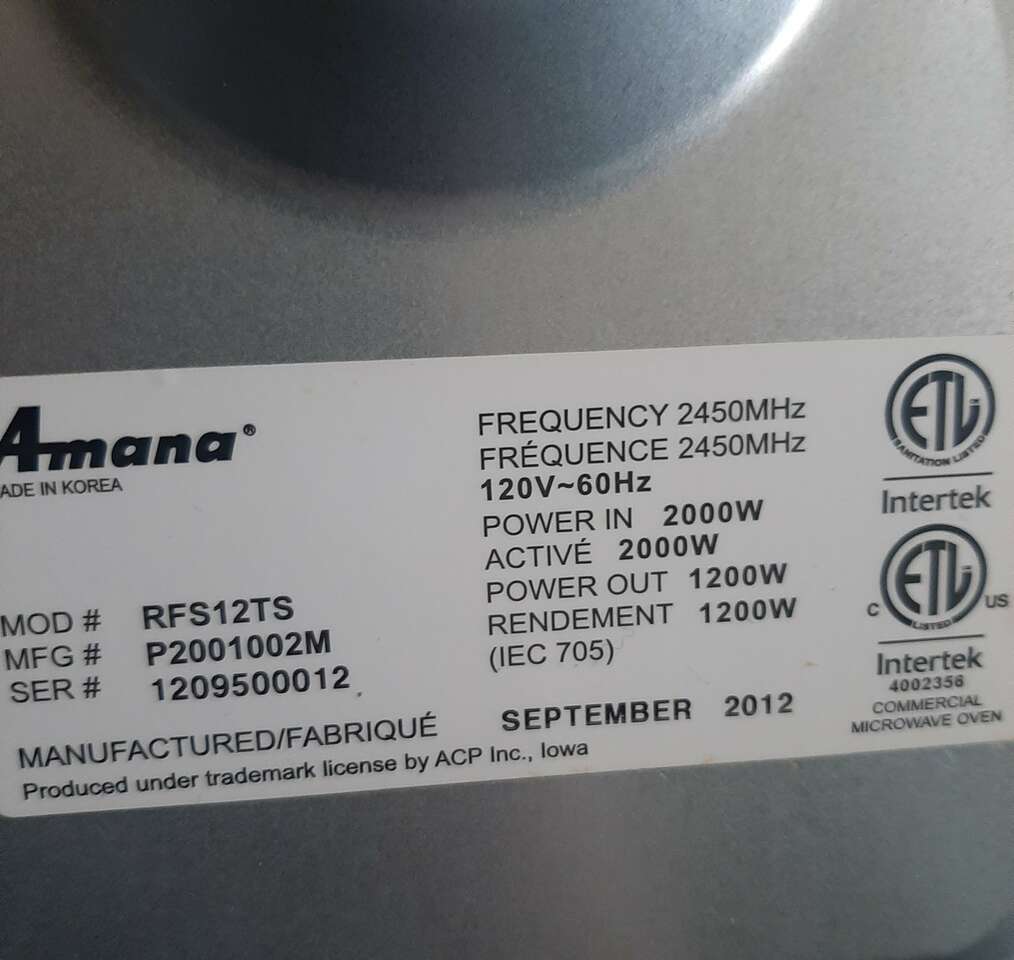 Amana®
ADE IN KOREA
MOD # RFS12TS
MFG # P2001002M
SER # 1209500012
MANUFACTURED/FABRIQUÉ SEPTEMBER 2012
Produced under trademark license by ACP Inc., Iowa
FREQUENCY 2450MHz
FRÉQUENCE 2450MHz
120V~60Hz
POWER IN 2000W
ACTIVÉ 2000W
POWER OUT 1200W
RENDEMENT 1200W
(IEC 705)
ETL
SANITATION LISTED
Intertek
C ETL US
LISTED
Intertek
4002356
COMMERCIAL
MICROWAVE OVEN